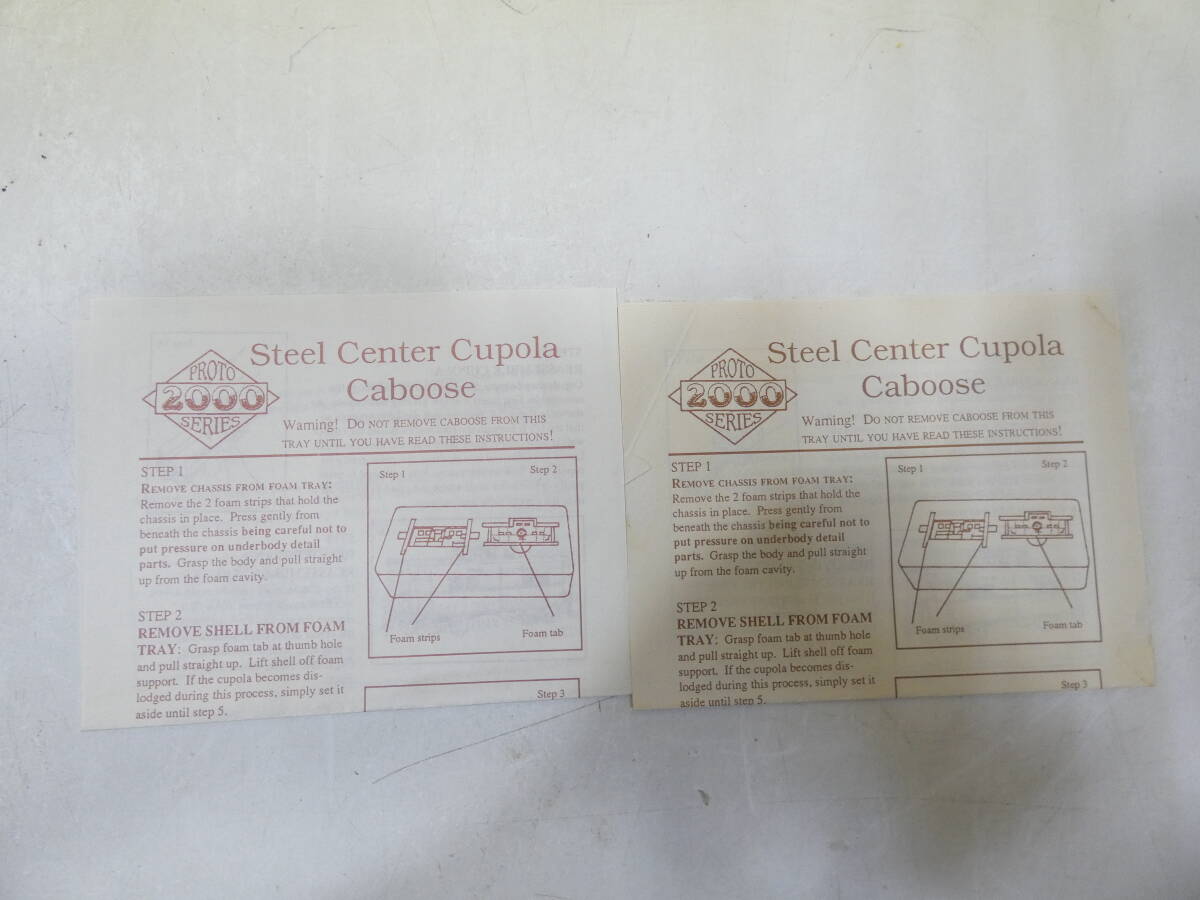 PROTO
2000
SERIES
Steel Center Cupola
Caboose
Warning! DO NOT REMOVE CABOOSE FROM THIS
TRAY UNTIL YOU HAVE READ THESE INSTRUCTIONS!
STEP 1
REMOVE CHASSIS FROM FOAM TRAY:
Remove the 2 foam strips that hold the
chassis in place. Press gently from
beneath the chassis being careful not to
put pressure on underbody detail
parts. Grasp the body and pull straight
up from the foam cavity.
STEP 2
REMOVE SHELL FROM FOAM
TRAY: Grasp foam tab at thumb hole
and pull straight up. Lift shell off foam
support. If the cupola becomes dis-
lodged during this process, simply set it
aside until step 5.
Step 1
Step 2
Foam strips
Foam tab
Step 3
PROTO
2000
SERIES
Steel Center Cupola
Caboose
Warning! DO NOT REMOVE CABOOSE FROM THIS
TRAY UNTIL YOU HAVE READ THESE INSTRUCTIONS!
STEP 1
REMOVE CHASSIS FROM FOAM TRAY:
Remove the 2 foam strips that hold the
chassis in place. Press gently from
beneath the chassis being careful not to
put pressure on underbody detail
parts. Grasp the body and pull straight
up from the foam cavity.
STEP 2
REMOVE SHELL FROM FOAM
TRAY: Grasp foam tab at thumb hole
and pull straight up. Lift shell off foam
support. If the cupola becomes dis-
lodged during this process, simply set it
aside until step 5.
Step 1
Step 2
Foam strips
Foam tab
Step 3